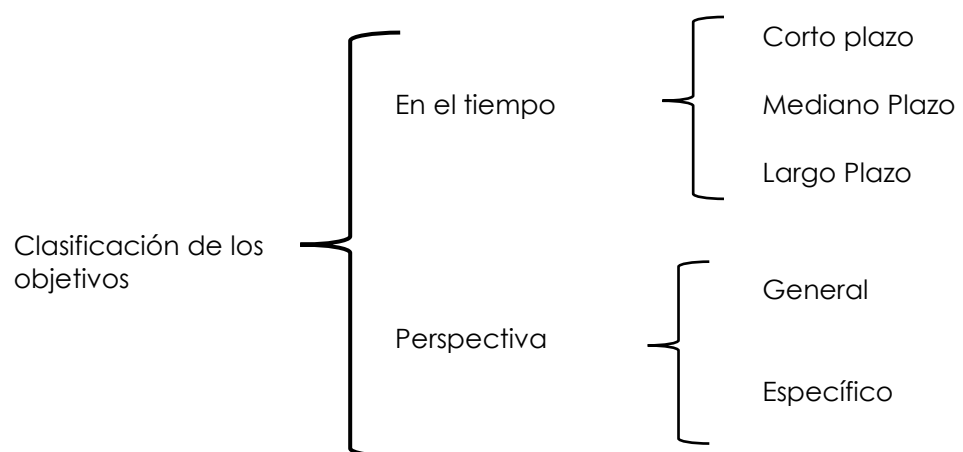 Clasificación de los
objetivos
En el tiempo
Corto plazo
Mediano Plazo
Largo Plazo
Perspectiva
General
Específico